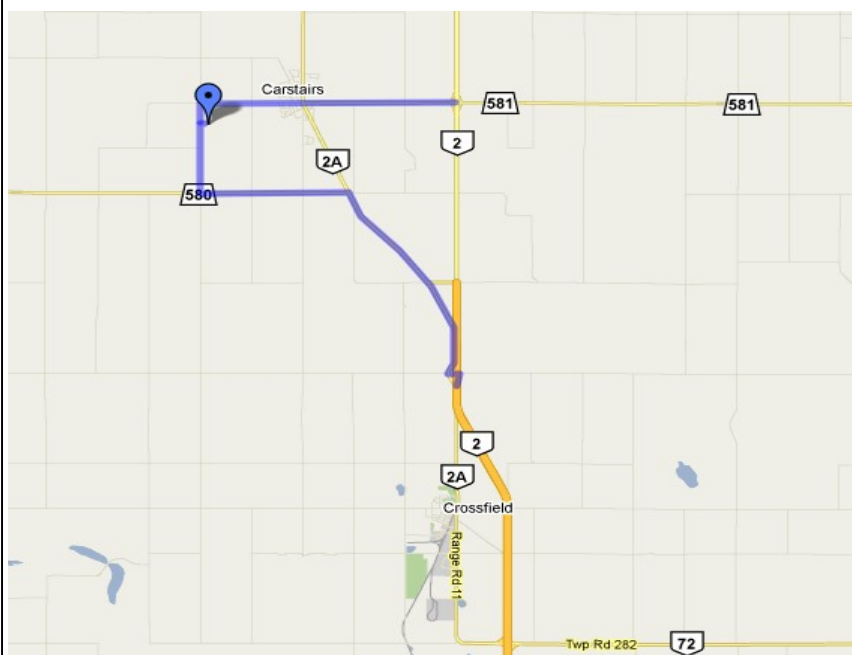 Carstairs
581
581
2
2A
580
2
2A
Crossfield
Range Rd 11
Twp Rd 282
72